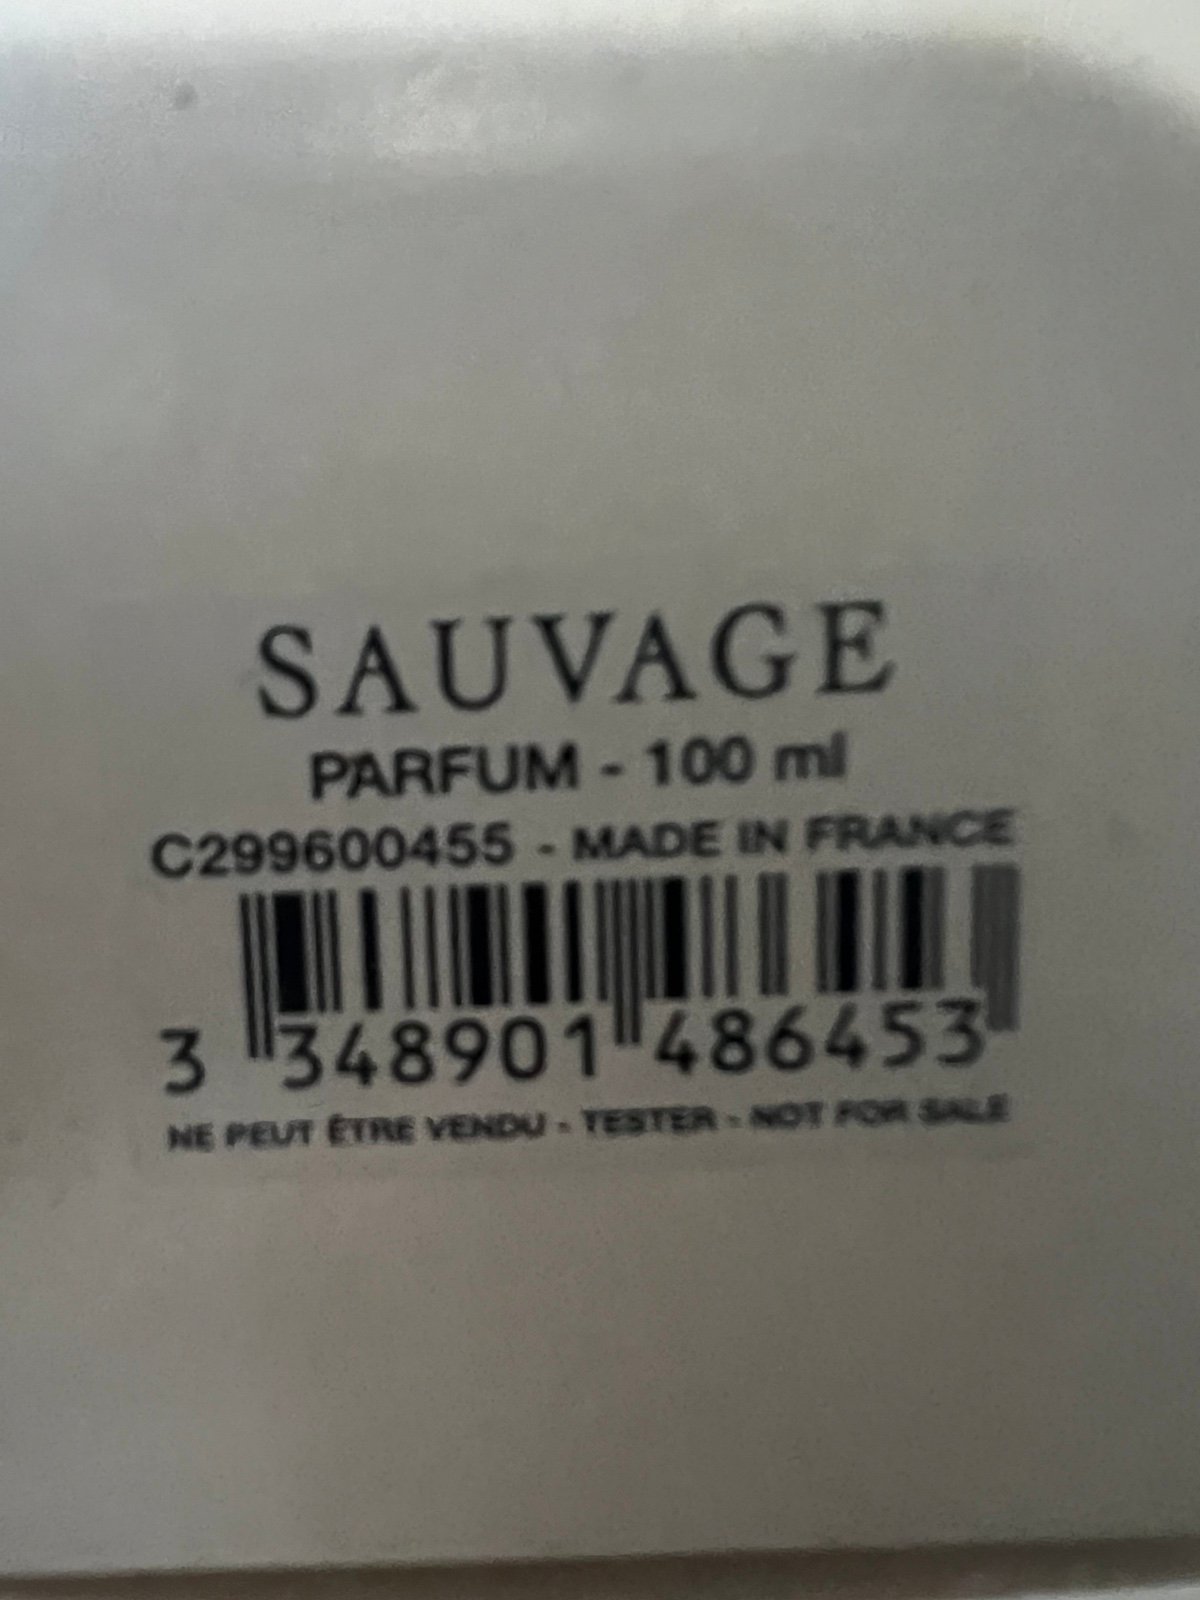 SAUVAGE
PARFUM - 100 ml
C299600455 - MADE IN FRANCE
3 348901 486453
NE PEUT ÊTRE VENDU - TESTER - NOT FOR SALE